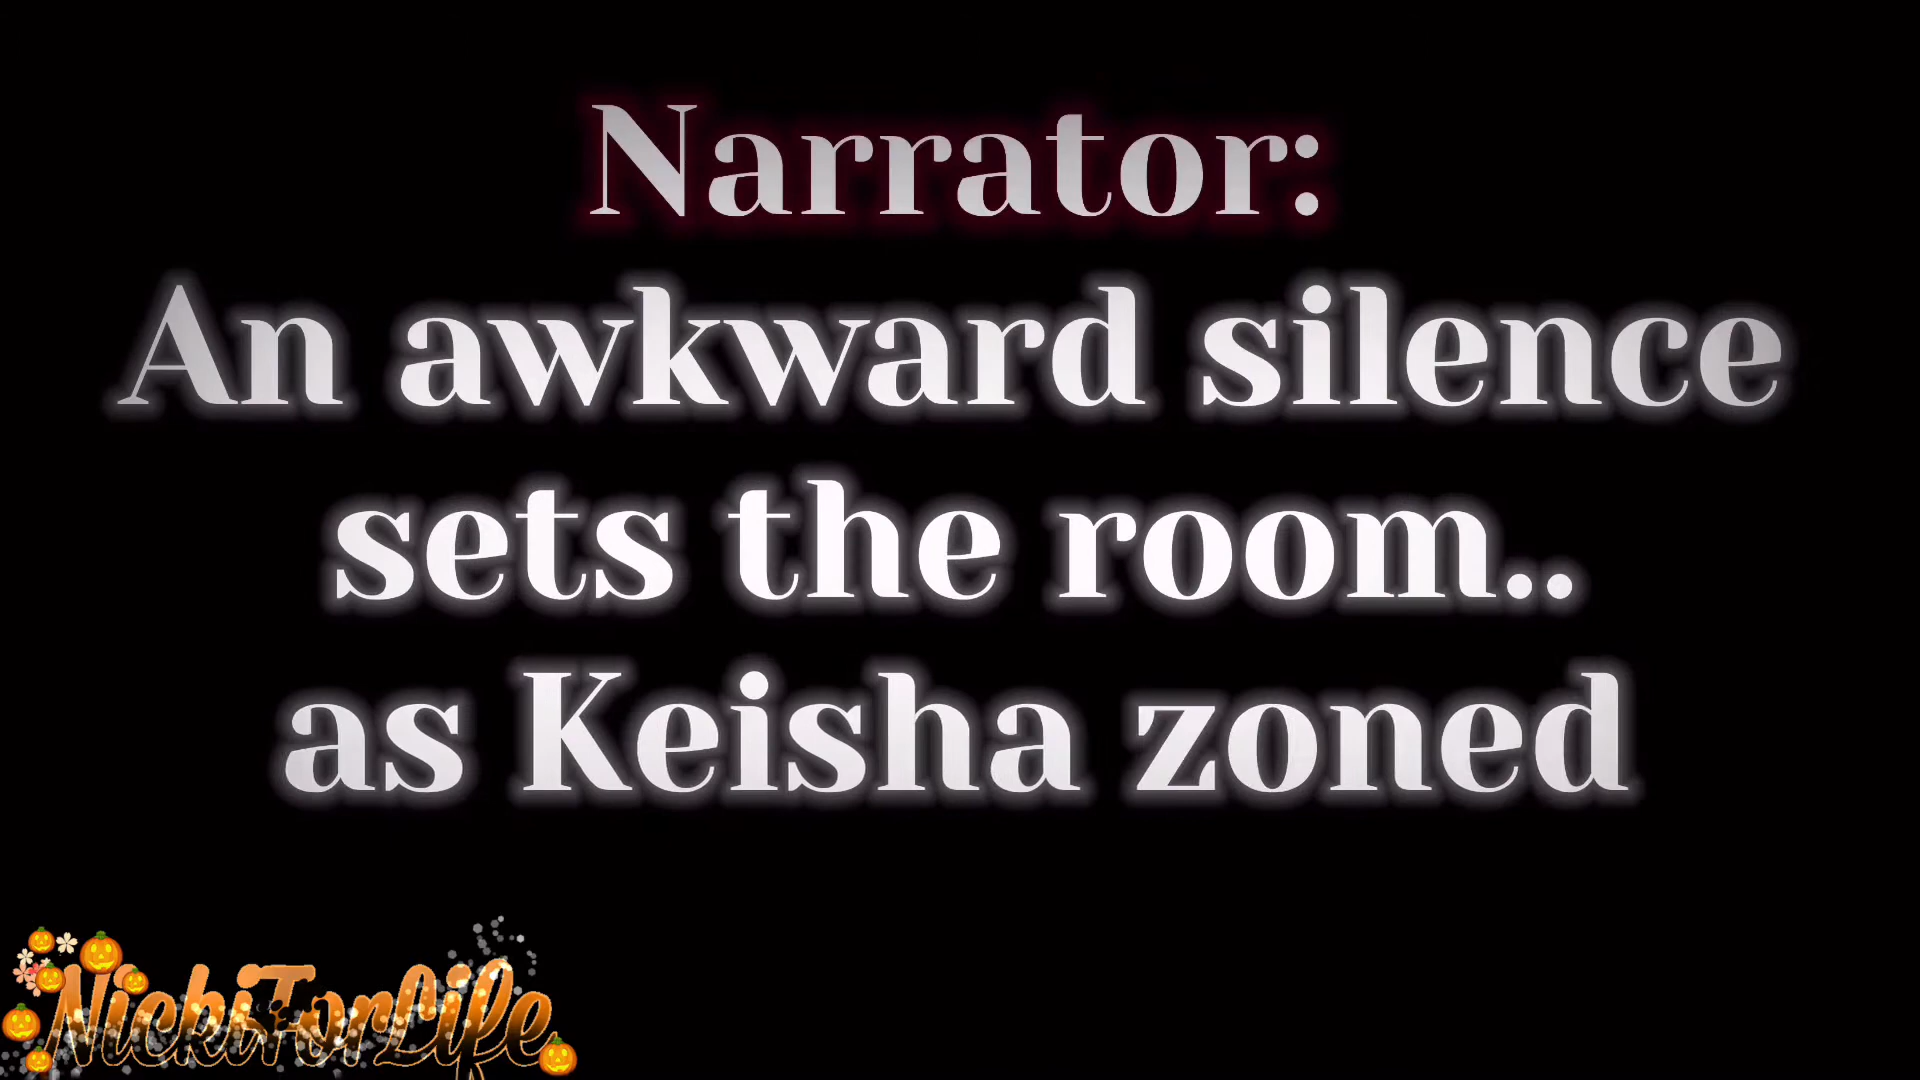 Narrator:
An awkward silence
sets the room..
as Keisha zoned
NickiForLife